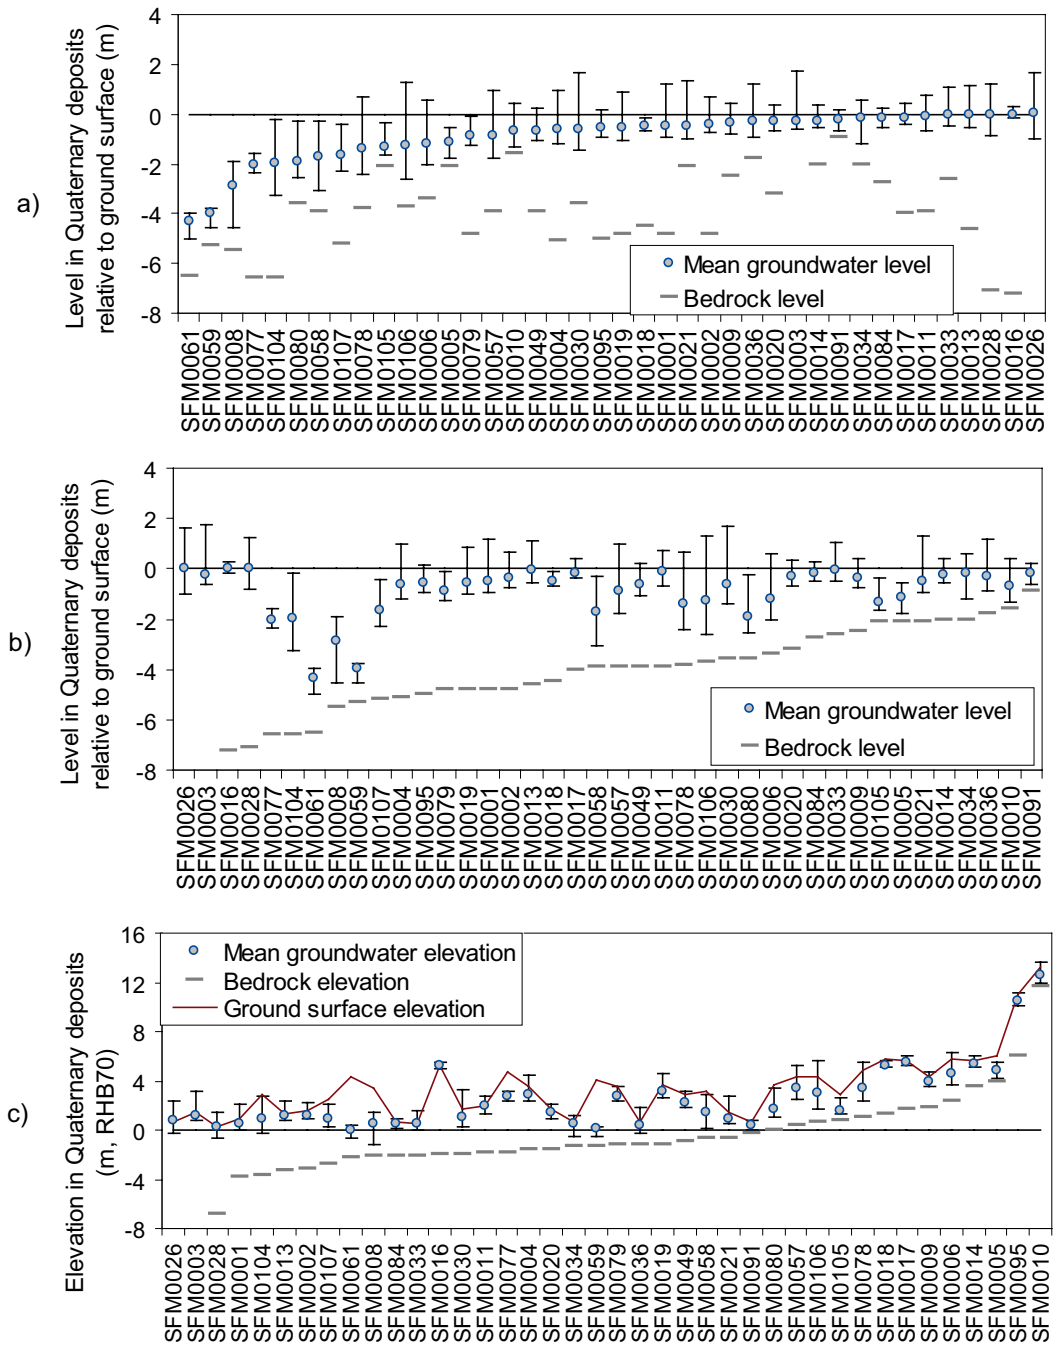 a)
Level in Quaternary deposits
relative to ground surface (m)
4
2
0
-2
-4
-6
-8
Mean groundwater level
Bedrock level
SFM0061
SFM0059
SFM0008
SFM0077
SFM0104
SFM0080
SFM0058
SFM0107
SFM0078
SFM0105
SFM0106
SFM0006
SFM0005
SFM0079
SFM0057
SFM0010
SFM0049
SFM0004
SFM0030
SFM0095
SFM0019
SFM0018
SFM0001
SFM0021
SFM0002
SFM0009
SFM0036
SFM0020
SFM0003
SFM0014
SFM0091
SFM0034
SFM0084
SFM0017
SFM0011
SFM0033
SFM0013
SFM0028
SFM0016
SFM0026
b)
Level in Quaternary deposits
relative to ground surface (m)
4
2
0
-2
-4
-6
-8
Mean groundwater level
Bedrock level
SFM0026
SFM0003
SFM0016
SFM0028
SFM0077
SFM0104
SFM0061
SFM0008
SFM0059
SFM0107
SFM0004
SFM0095
SFM0079
SFM0019
SFM0001
SFM0002
SFM0013
SFM0018
SFM0017
SFM0058
SFM0057
SFM0049
SFM0011
SFM0078
SFM0106
SFM0030
SFM0080
SFM0006
SFM0020
SFM0084
SFM0033
SFM0009
SFM0105
SFM0005
SFM0021
SFM0014
SFM0034
SFM0036
SFM0010
SFM0091
c)
Elevation in Quaternary deposits
(m, RHB70)
16
12
8
4
0
-4
-8
Mean groundwater elevation
Bedrock elevation
Ground surface elevation
SFM0026
SFM0003
SFM0028
SFM0001
SFM0104
SFM0013
SFM0002
SFM0107
SFM0061
SFM0008
SFM0084
SFM0033
SFM0016
SFM0030
SFM0011
SFM0077
SFM0004
SFM0020
SFM0034
SFM0059
SFM0079
SFM0036
SFM0019
SFM0049
SFM0058
SFM0021
SFM0091
SFM0080
SFM0057
SFM0106
SFM0105
SFM0078
SFM0018
SFM0017
SFM0009
SFM0006
SFM0014
SFM0005
SFM0095
SFM0010